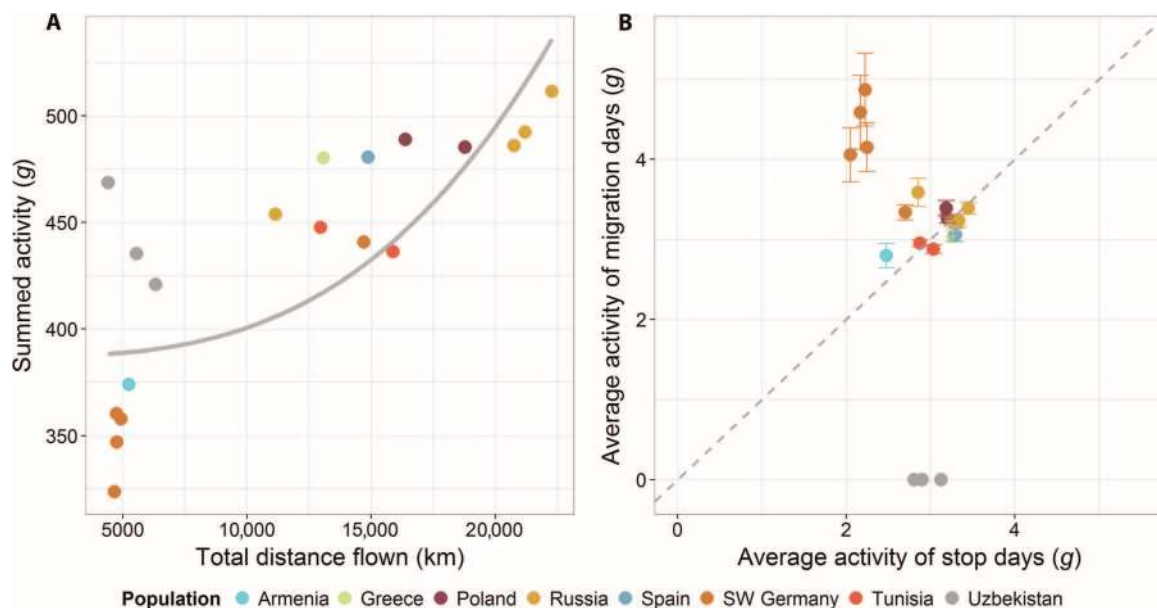 A
Summed activity (g)
500
450
400
350
5000 10,000 15,000 20,000
Total distance flown (km)
B
Average activity of migration days (g)
4
2
0
0 2 4
Average activity of stop days (g)
Population Armenia Greece Poland Russia Spain SW Germany Tunisia Uzbekistan